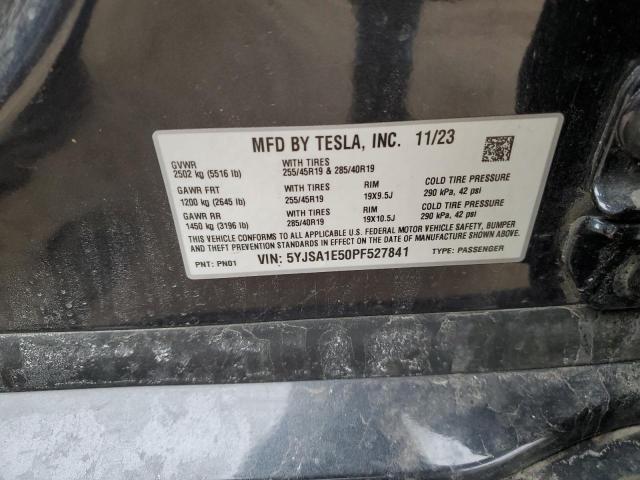 MFD BY TESLA, INC. 11/23
GVWR
2502 kg (5516 lb)
WITH TIRES
255/45R19 & 285/40R19
GAWR FRT
1200 kg (2645 lb)
WITH TIRES
255/45R19
RIM
19X9.5J
COLD TIRE PRESSURE
290 kPa, 42 psi
GAWR RR
1450 kg (3196 lb)
WITH TIRES
285/40R19
RIM
19X10.5J
COLD TIRE PRESSURE
290 kPa, 42 psi
THIS VEHICLE CONFORMS TO ALL APPLICABLE FEDERAL MOTOR VEHICLE SAFETY, BUMPER
AND THEFT PREVENTION STANDARDS IN EFFECT ON THE DATE OF MANUFACTURE SHOWN ABOVE.
PNT: PN01 VIN: 5YJSA1E50PF527841 TYPE: PASSENGER